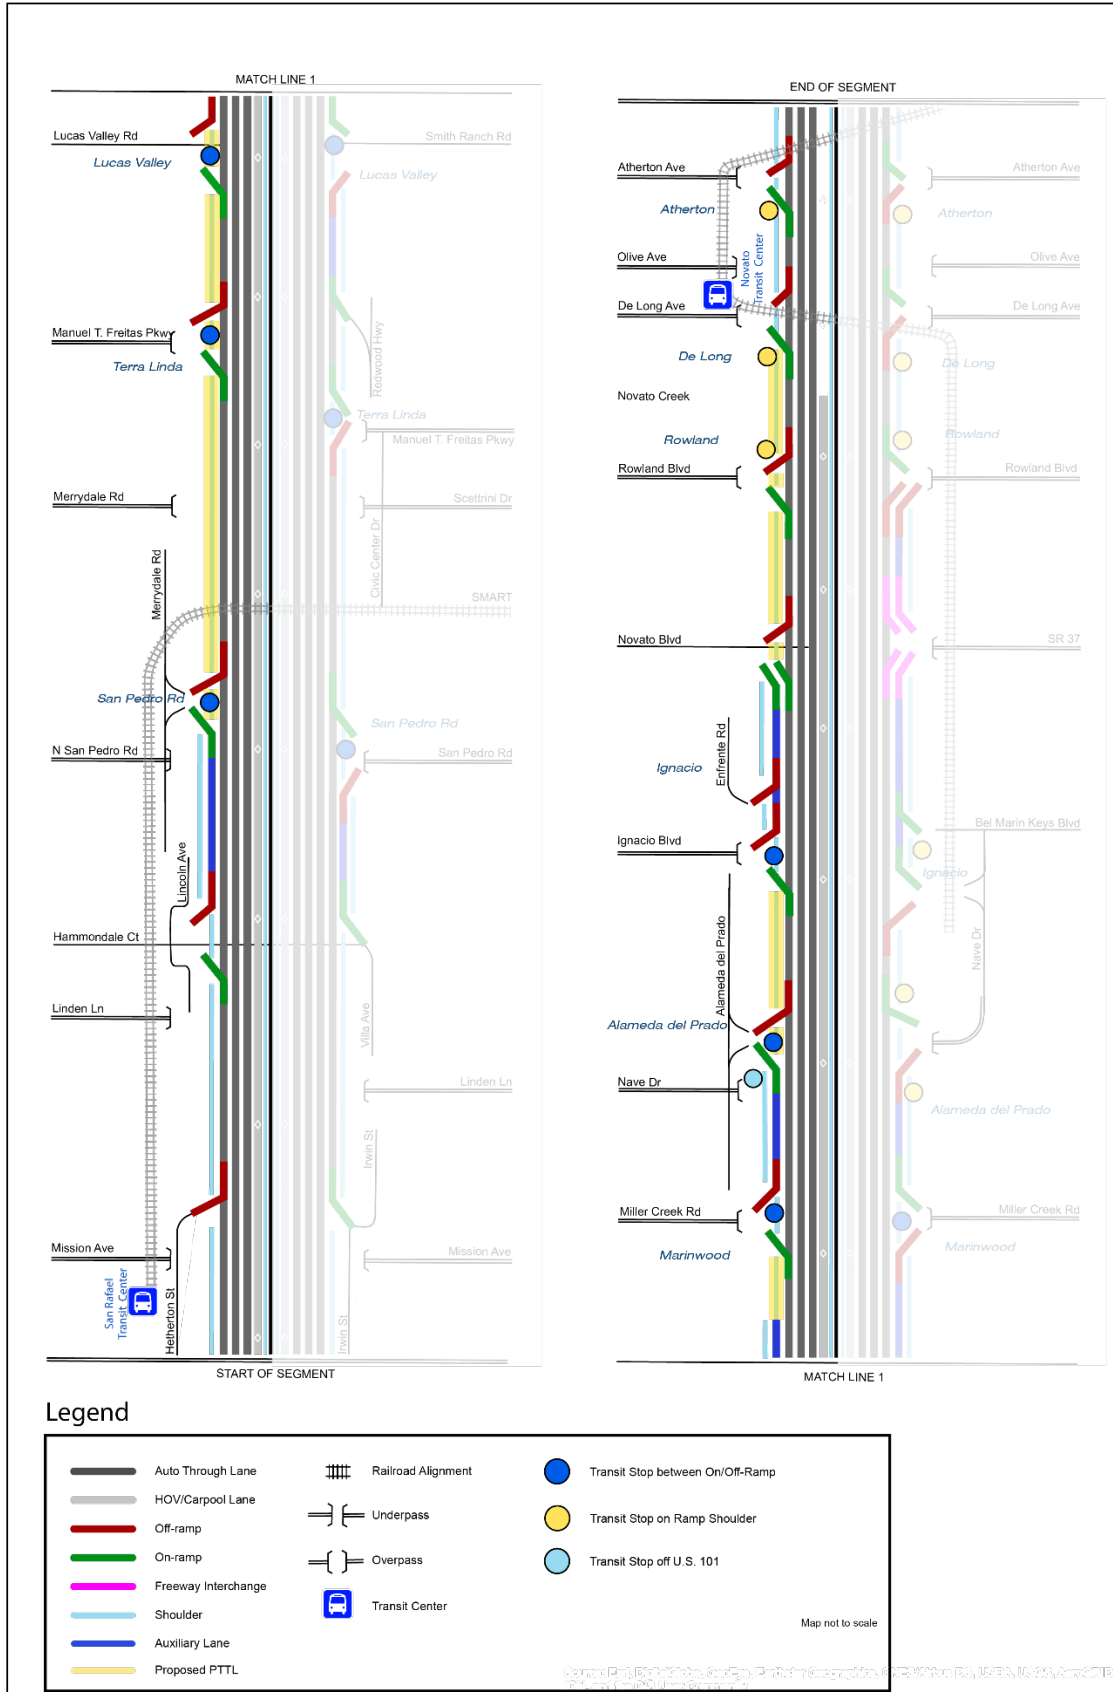 MATCH LINE 1
Lucas Valley Rd
Lucas Valley
Smith Ranch Rd
Lucas Valley
Manuel T. Freitas Pkwy
Terra Linda
Redwood Hwy
Terra Linda
Manuel T. Freitas Pkwy
Merrydale Rd
Scettrini Dr
Civic Center Dr
Merrydale Rd
SMART
San Pedro Rd
San Pedro Rd
N San Pedro Rd
San Pedro Rd
Lincoln Ave
Hammondale Ct
Linden Ln
Villa Ave
Linden Ln
Irwin St
Mission Ave
Mission Ave
San Rafael
Transit Center
Hetherton St
Irwin St
START OF SEGMENT
END OF SEGMENT
Atherton Ave
Atherton Ave
Atherton
Atherton
Olive Ave
Novato
Transit Center
Olive Ave
De Long Ave
De Long Ave
De Long
De Long
Novato Creek
Rowland
Rowland
Rowland Blvd
Rowland Blvd
Novato Blvd
SR 37
Enfrente Rd
Ignacio
Bel Marin Keys Blvd
Ignacio Blvd
Ignacio
Alameda del Prado
Nave Dr
Alameda del Prado
Nave Dr
Alameda del Prado
Miller Creek Rd
Miller Creek Rd
Marinwood
Marinwood
MATCH LINE 1
Legend
Auto Through Lane
HOV/Carpool Lane
Off-ramp
On-ramp
Freeway Interchange
Shoulder
Auxiliary Lane
Proposed PTTL
Railroad Alignment
Underpass
Overpass
Transit Center
Transit Stop between On/Off-Ramp
Transit Stop on Ramp Shoulder
Transit Stop off U.S. 101
Map not to scale